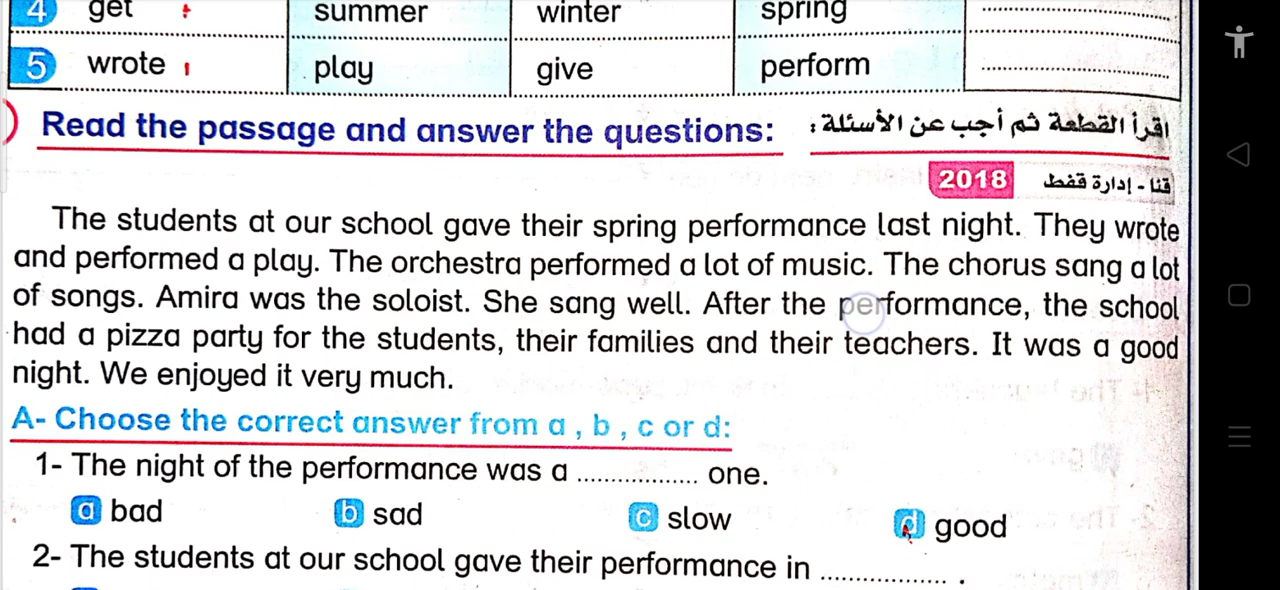 4 get summer winter spring
5 wrote play give perform
Read the passage and answer the questions: اقرأ القطعة ثم أجب عن الأسئلة :
2018 قنا - إدارة قفط
The students at our school gave their spring performance last night. They wrote
and performed a play. The orchestra performed a lot of music. The chorus sang a lot
of songs. Amira was the soloist. She sang well. After the performance, the school
had a pizza party for the students, their families and their teachers. It was a good
night. We enjoyed it very much.
A- Choose the correct answer from a , b , c or d:
1- The night of the performance was a ................. one.
a bad b sad c slow d good
2- The students at our school gave their performance in ................. .